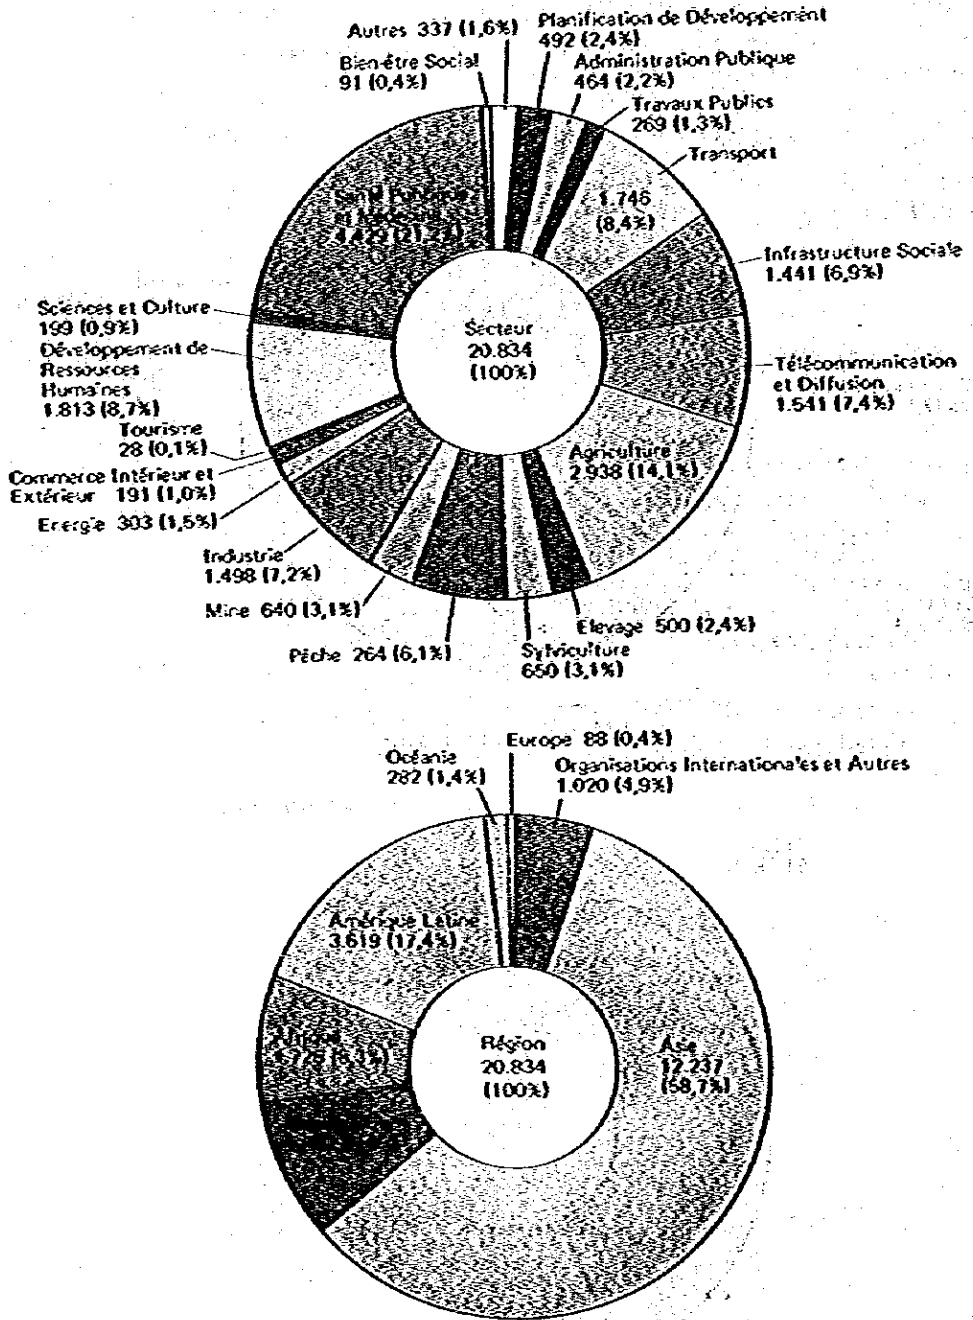 Autres 337 (1,6%)
Planification de Développement
492 (2,4%)
Bien-être Social
91 (0,4%)
Administration Publique
464 (2,2%)
Travaux Publics
269 (1,3%)
Transport
1.746
(8,4%)
Infrastructure Sociale
1.441 (6,9%)
Télécommunication
et Diffusion
1.541 (7,4%)
Agriculture
2.938 (14,1%)
Elevage 500 (2,4%)
Sylviculture
650 (3,1%)
Pêche 264 (6,1%)
Mine 640 (3,1%)
Industrie
1.498 (7,2%)
Energie 303 (1,5%)
Commerce Intérieur et
Extérieur 191 (1,0%)
Tourisme
28 (0,1%)
Développement de
Ressources
Humaines
1.813 (8,7%)
Sciences et Culture
199 (0,9%)
Santé
et
Secteur
20.834
(100%)
Europe 88 (0,4%)
Océanie
282 (1,4%)
Organisations Internationales et Autres
1.020 (4,9%)
Amérique Latine
3.619 (17,4%)
Afrique
Asie
12.237
(58,7%)
Région
20.834
(100%)